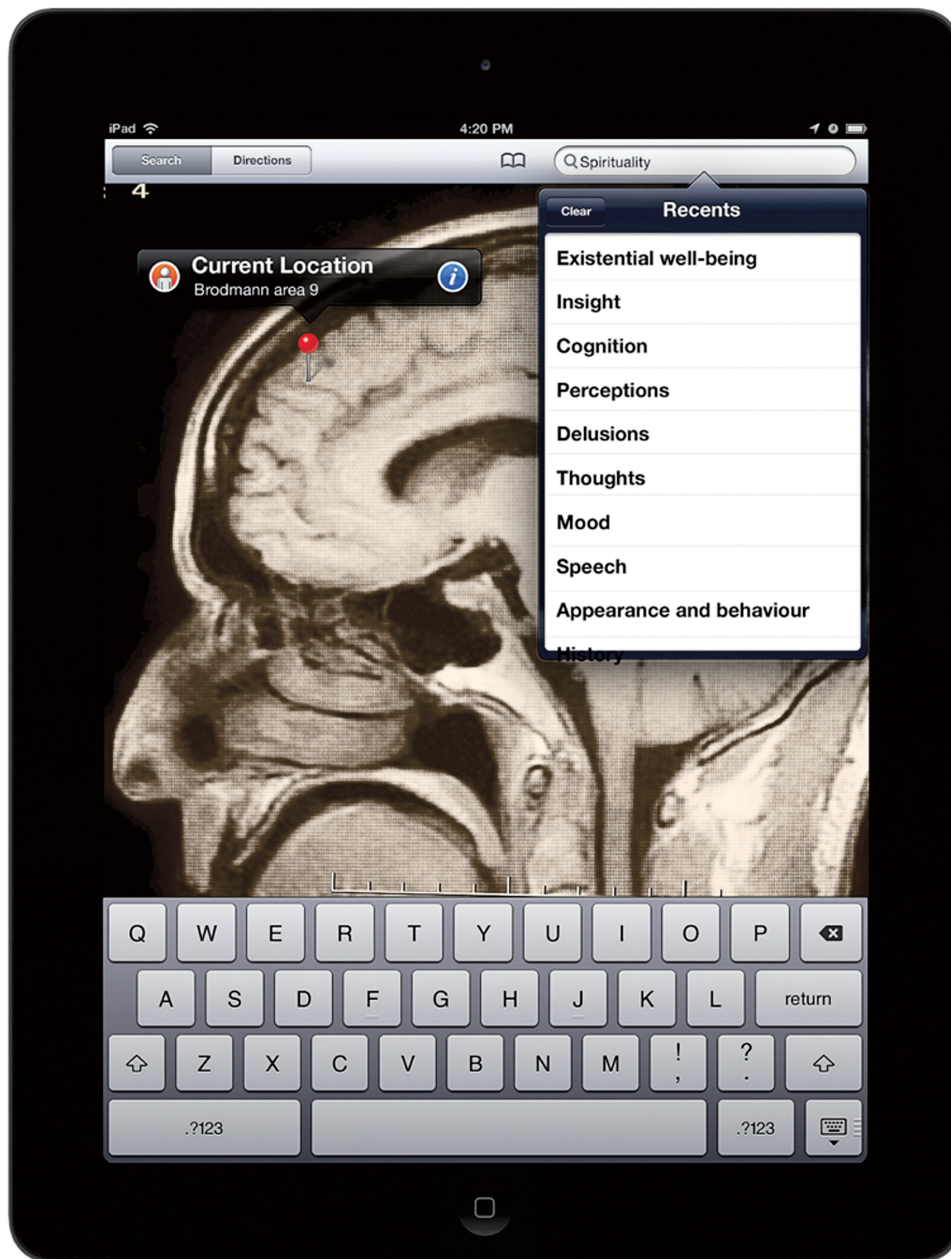 iPad
4:20 PM
Search
Directions
Spirituality
4
Clear
Recents
Current Location
Brodmann area 9
i
Existential well-being
Insight
Cognition
Perceptions
Delusions
Thoughts
Mood
Speech
Appearance and behaviour
History
Q W E R T Y U I O P
A S D F G H J K L return
Z X C V B N M ! , ? .
.?123 .?123